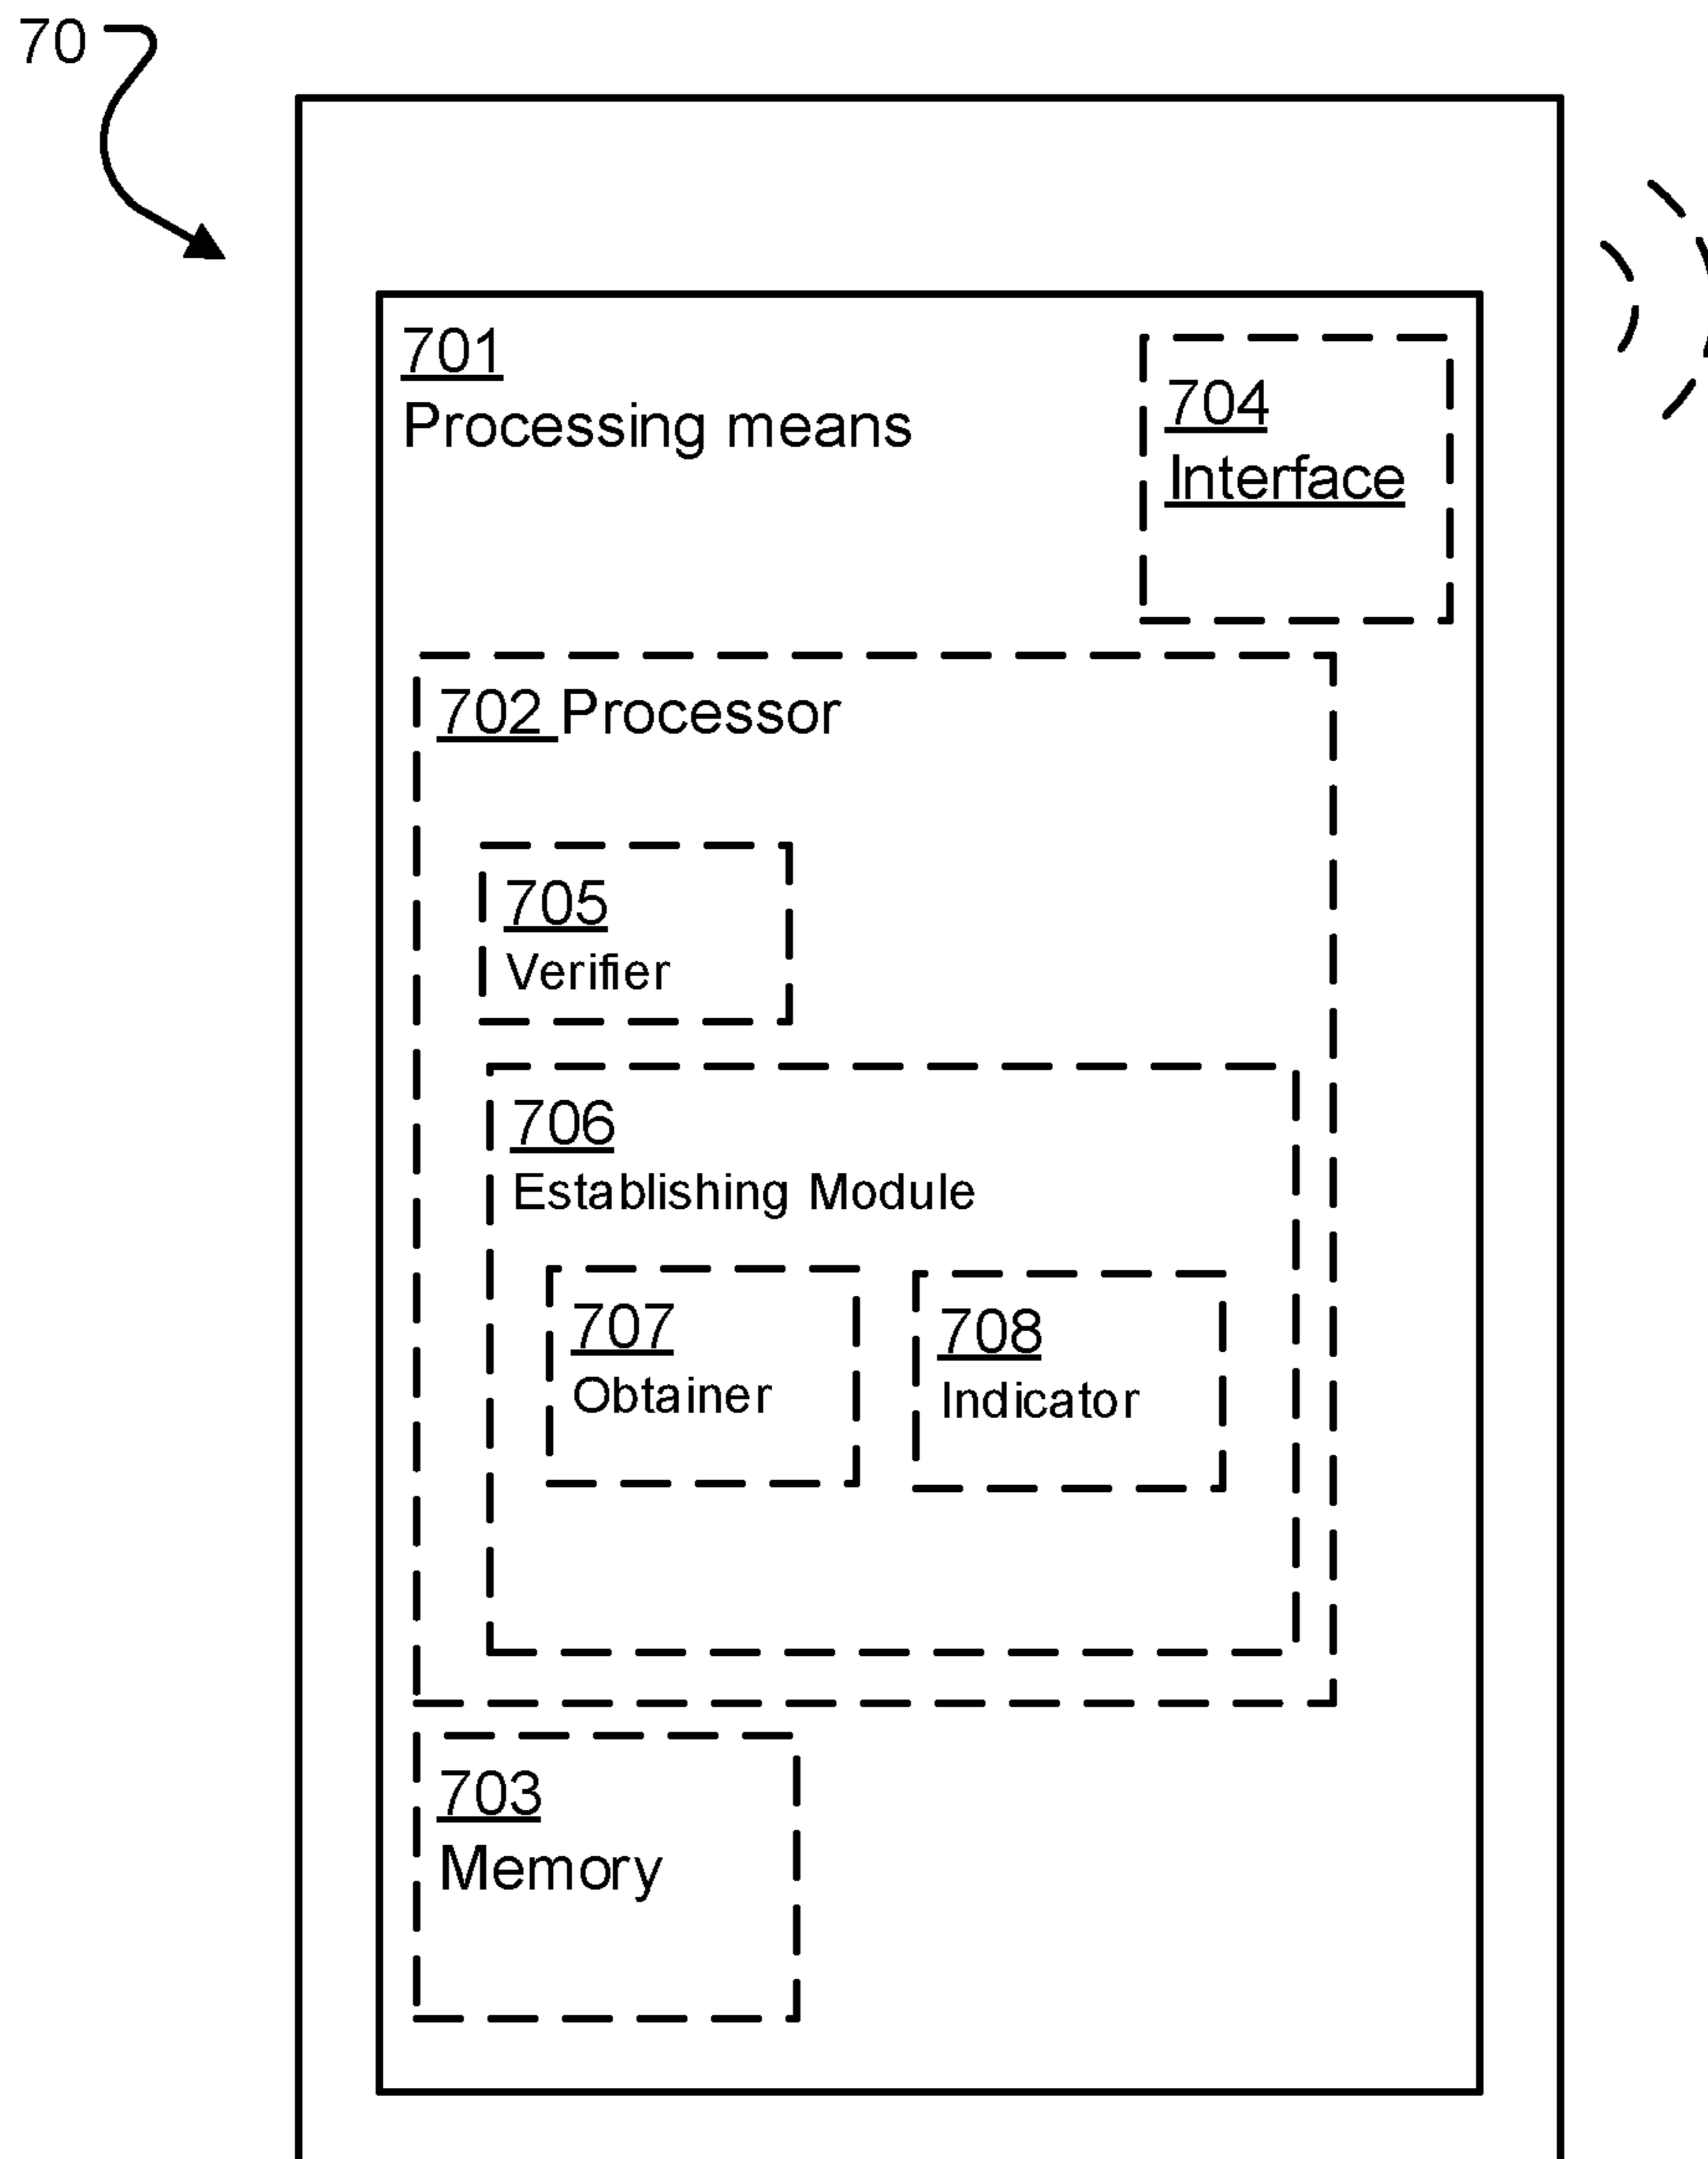 70
701
Processing means
704
Interface
702 Processor
705
Verifier
706
Establishing Module
707
Obtainer
708
Indicator
703
Memory